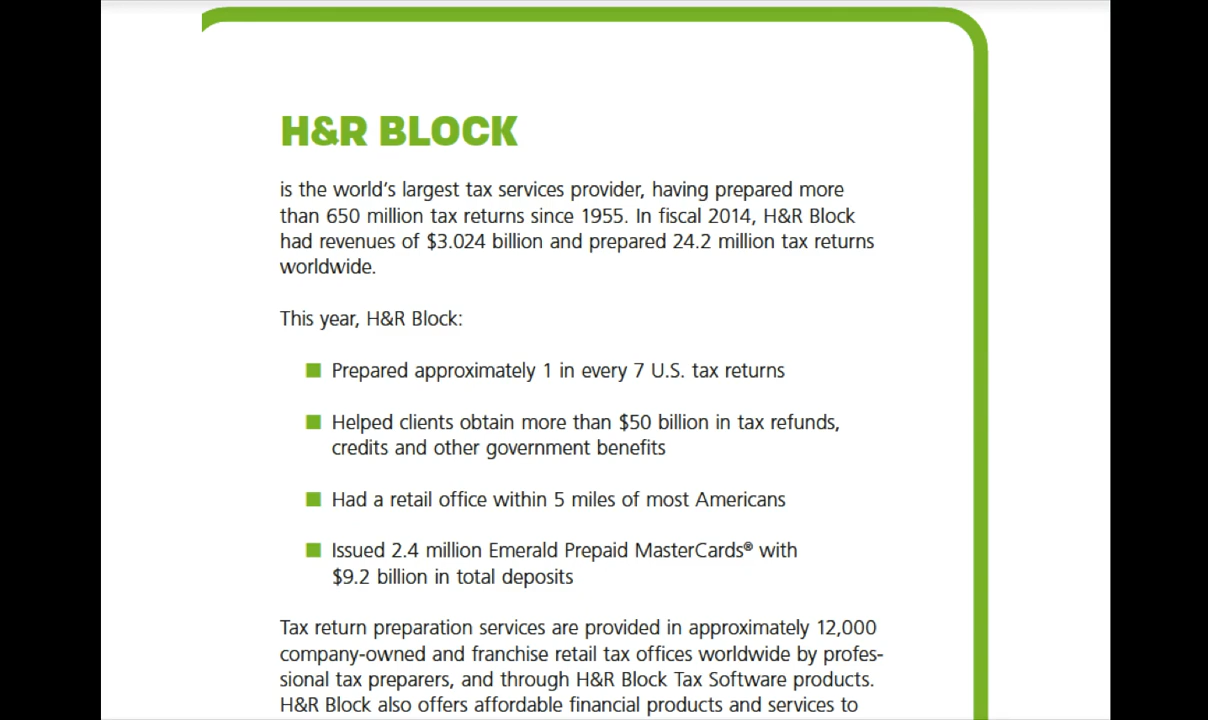 H&R BLOCK
is the world's largest tax services provider, having prepared more
than 650 million tax returns since 1955. In fiscal 2014, H&R Block
had revenues of $3.024 billion and prepared 24.2 million tax returns
worldwide.
This year, H&R Block:
■ Prepared approximately 1 in every 7 U.S. tax returns
■ Helped clients obtain more than $50 billion in tax refunds,
credits and other government benefits
■ Had a retail office within 5 miles of most Americans
■ Issued 2.4 million Emerald Prepaid MasterCards® with
$9.2 billion in total deposits
Tax return preparation services are provided in approximately 12,000
company-owned and franchise retail tax offices worldwide by profes-
sional tax preparers, and through H&R Block Tax Software products.
H&R Block also offers affordable financial products and services to